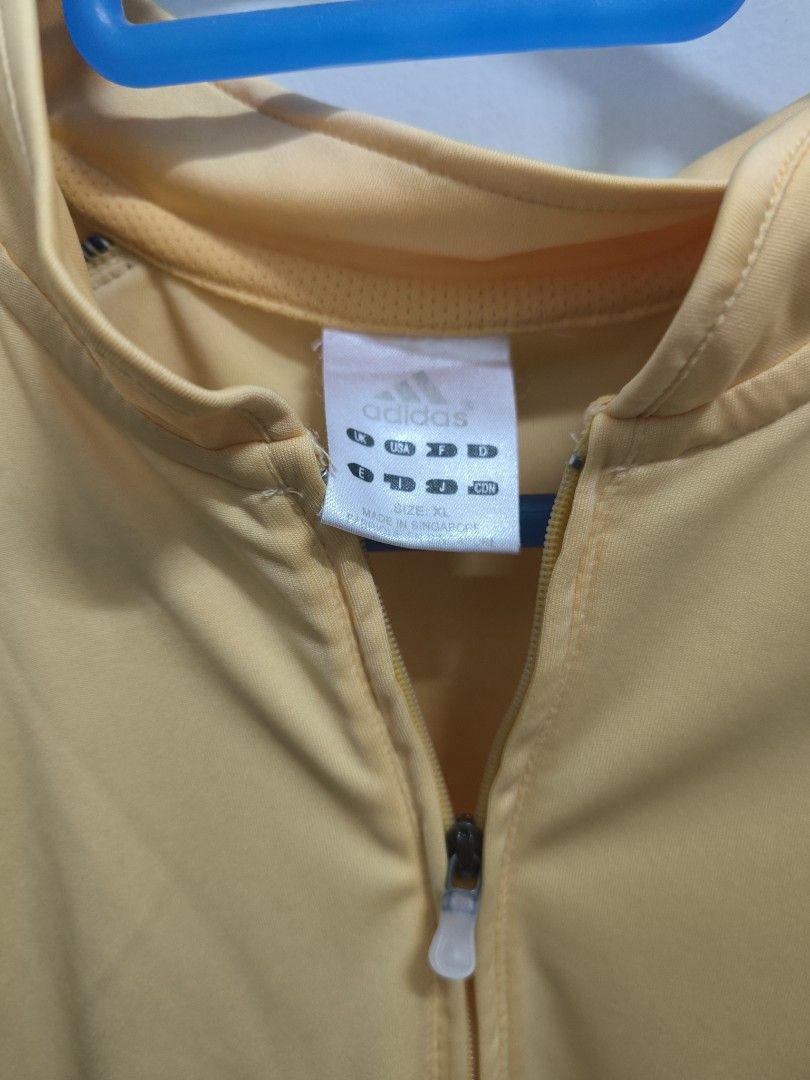 adidas
UK USA F D
E I J CDN
SIZE: XL
MADE IN SINGAPORE